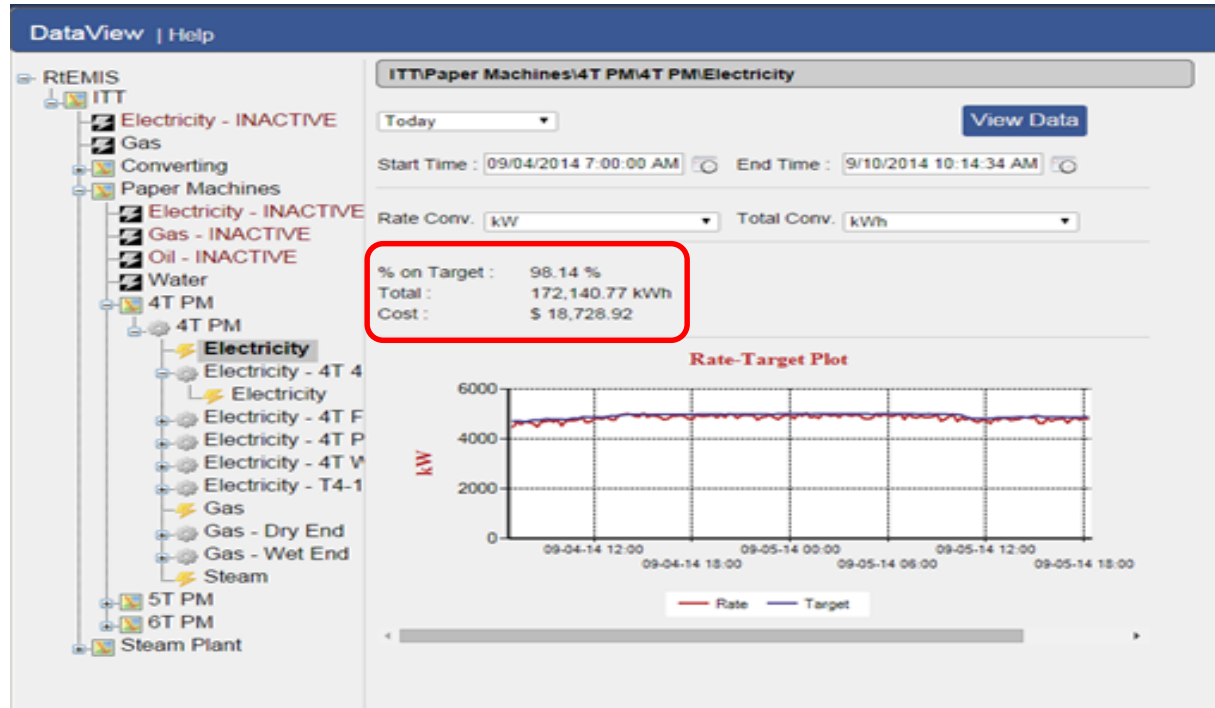 DataView | Help
RtEMIS
ITT
Electricity - INACTIVE
Gas
Converting
Paper Machines
Electricity - INACTIVE
Gas - INACTIVE
Oil - INACTIVE
Water
4T PM
4T PM
Electricity
Electricity - 4T 4
Electricity
Electricity - 4T F
Electricity - 4T P
Electricity - 4T W
Electricity - T4-1
Gas
Gas - Dry End
Gas - Wet End
Steam
5T PM
6T PM
Steam Plant
ITT\Paper Machines\4T PM\4T PM\Electricity
Today
View Data
Start Time : 09/04/2014 7:00:00 AM End Time : 9/10/2014 10:14:34 AM
Rate Conv. kW Total Conv. kWh
% on Target : 98.14 %
Total : 172,140.77 kWh
Cost : $ 18,728.92
Rate-Target Plot
6000
4000
2000
0
kW
09-04-14 12:00 09-05-14 00:00 09-05-14 12:00
09-04-14 18:00 09-05-14 06:00 09-05-14 18:00
Rate Target